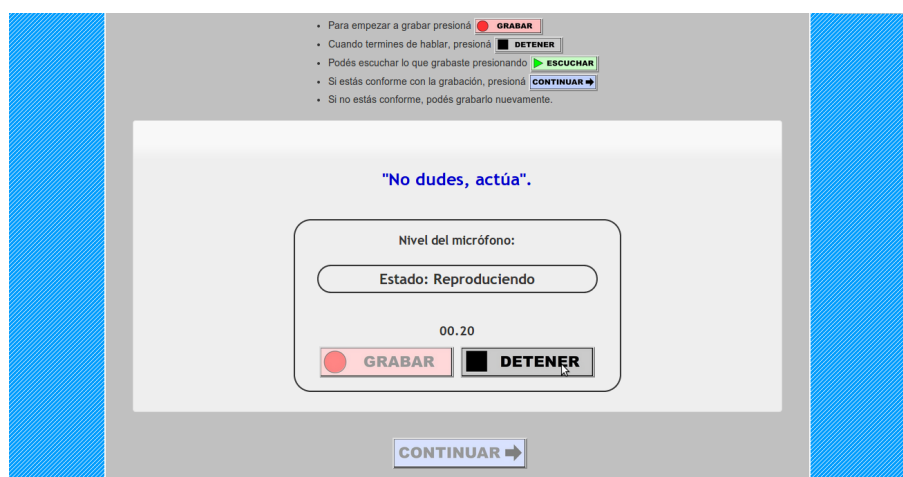 • Para empezar a grabar presioná GRABAR
• Cuando termines de hablar, presioná DETENER
• Podés escuchar lo que grabaste presionando ESCUCHAR
• Si estás conforme con la grabación, presioná CONTINUAR
• Si no estás conforme, podés grabarlo nuevamente.
"No dudes, actúa".
Nivel del micrófono:
Estado: Reproduciendo
00.20
GRABAR DETENER
CONTINUAR